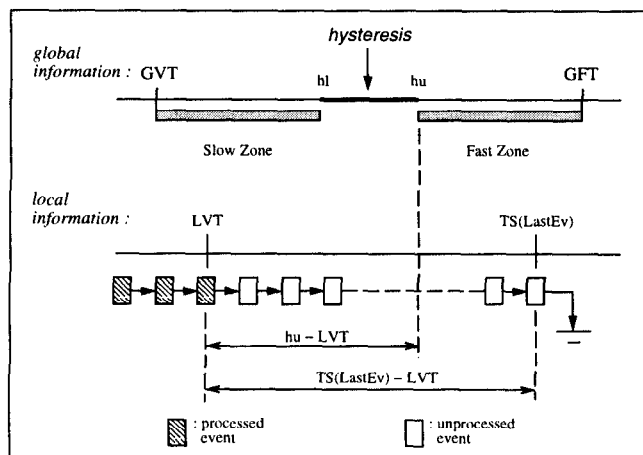 hysteresis
global
information :
GVT
hl
hu
GFT
Slow Zone
Fast Zone
local
information :
LVT
TS(LastEv)
hu – LVT
TS(LastEv) – LVT
: processed
event
: unprocessed
event